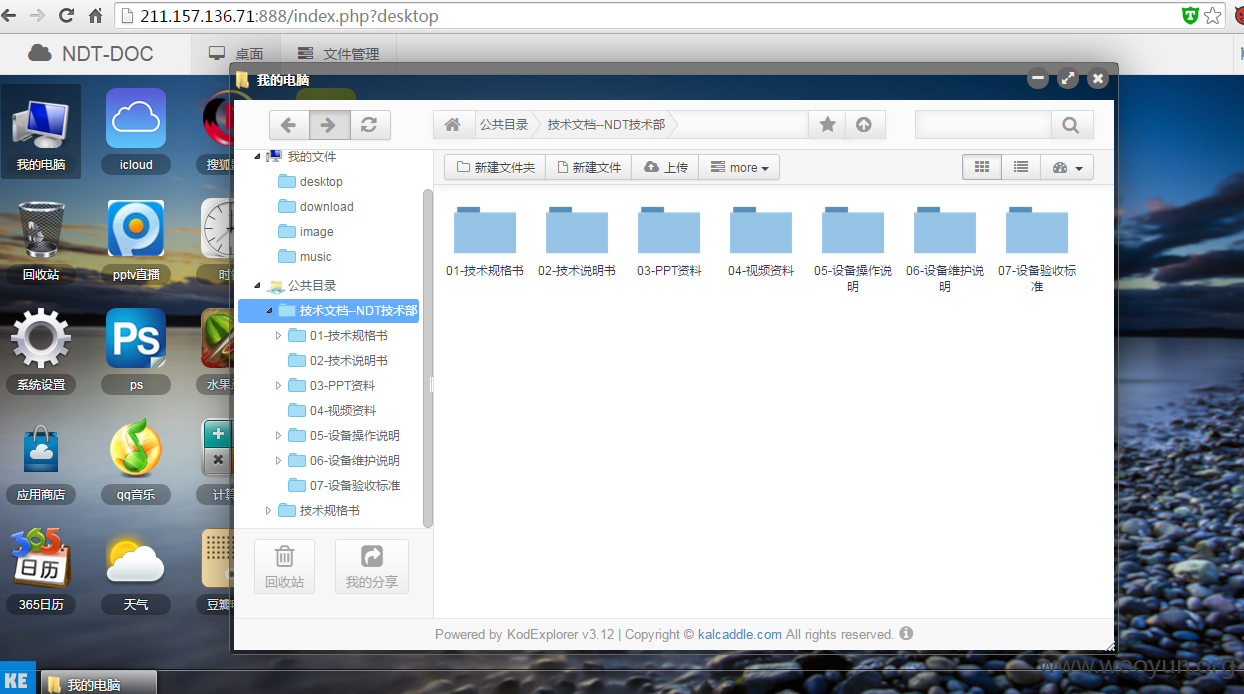 211.157.136.71:888/index.php?desktop
NDT-DOC
桌面
文件管理
我的电脑
公共目录
技术文档--NDT技术部
我的文件
desktop
download
image
music
公共目录
技术文档--NDT技术部
01-技术规格书
02-技术说明书
03-PPT资料
04-视频资料
05-设备操作说明
06-设备维护说明
07-设备验收标准
技术规格书
回收站
我的分享
新建文件夹
新建文件
上传
more
01-技术规格书
02-技术说明书
03-PPT资料
04-视频资料
05-设备操作说
明
06-设备维护说
明
07-设备验收标
准
Powered by KodExplorer v3.12 | Copyright © kalcaddle.com All rights reserved.
我的电脑
icloud
搜狐
回收站
pptv直播
时
Ps
系统设置
ps
水果
应用商店
qq音乐
计算
365
日历
365日历
天气
豆瓣
KE
我的电脑
www.wooyun.org